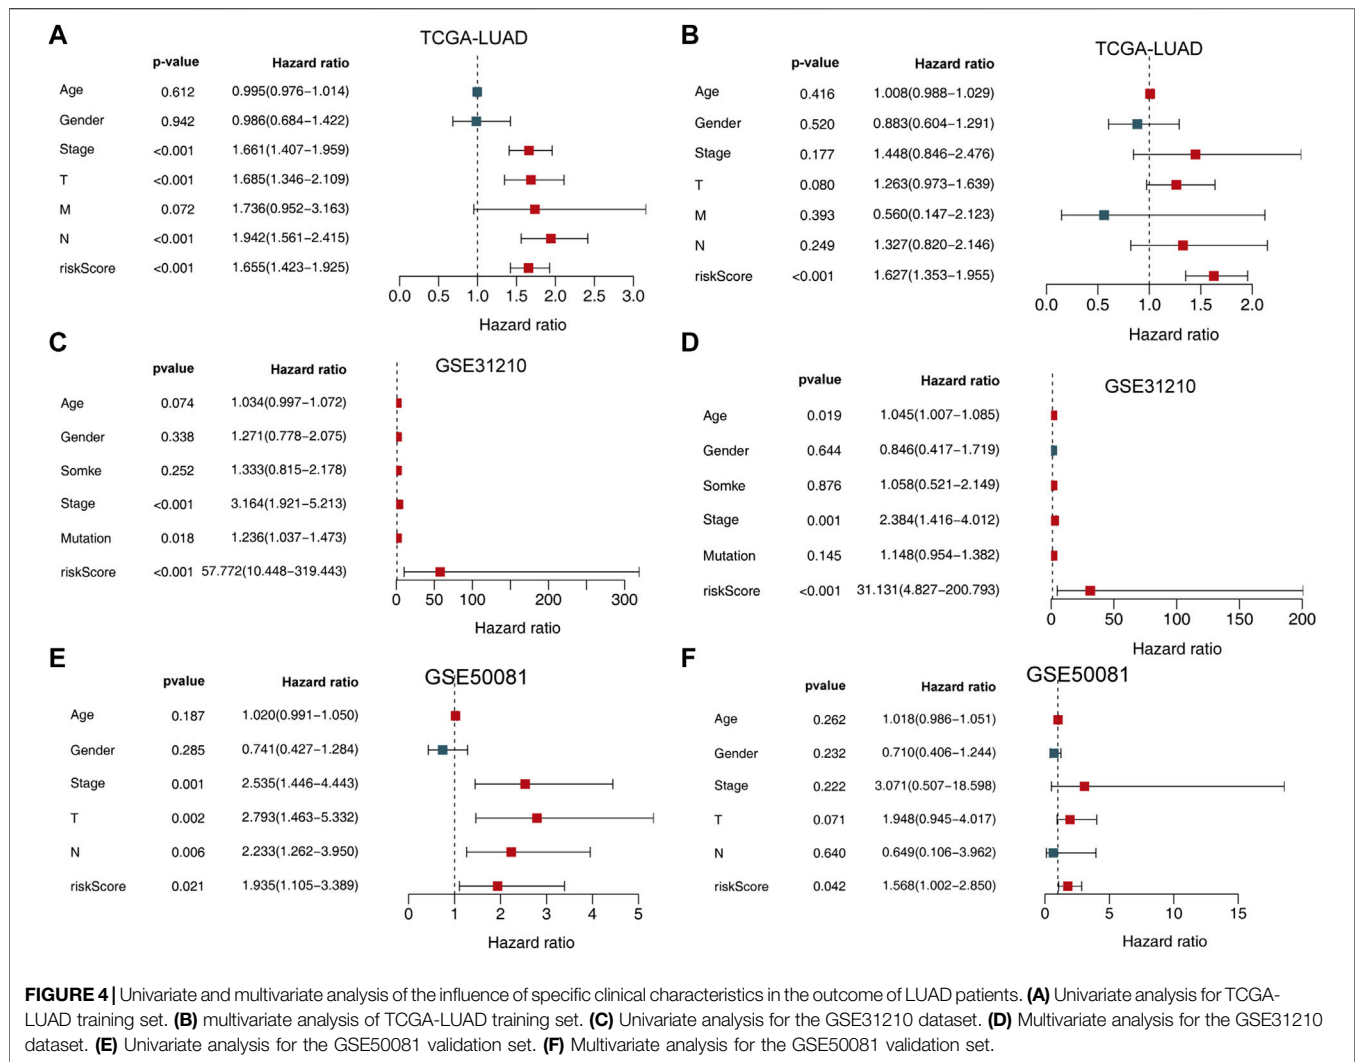 A
TCGA-LUAD
p-value Hazard ratio
Age 0.612 0.995(0.976−1.014)
Gender 0.942 0.986(0.684−1.422)
Stage <0.001 1.661(1.407−1.959)
T <0.001 1.685(1.346−2.109)
M 0.072 1.736(0.952−3.163)
N <0.001 1.942(1.561−2.415)
riskScore <0.001 1.655(1.423−1.925)
0.0 0.5 1.0 1.5 2.0 2.5 3.0
Hazard ratio
B
TCGA-LUAD
p-value Hazard ratio
Age 0.416 1.008(0.988−1.029)
Gender 0.520 0.883(0.604−1.291)
Stage 0.177 1.448(0.846−2.476)
T 0.080 1.263(0.973−1.639)
M 0.393 0.560(0.147−2.123)
N 0.249 1.327(0.820−2.146)
riskScore <0.001 1.627(1.353−1.955)
0.0 0.5 1.0 1.5 2.0
Hazard ratio
C
GSE31210
pvalue Hazard ratio
Age 0.074 1.034(0.997−1.072)
Gender 0.338 1.271(0.778−2.075)
Somke 0.252 1.333(0.815−2.178)
Stage <0.001 3.164(1.921−5.213)
Mutation 0.018 1.236(1.037−1.473)
riskScore <0.001 57.772(10.448−319.443)
0 50 100 200 300
Hazard ratio
D
GSE31210
pvalue Hazard ratio
Age 0.019 1.045(1.007−1.085)
Gender 0.644 0.846(0.417−1.719)
Somke 0.876 1.058(0.521−2.149)
Stage 0.001 2.384(1.416−4.012)
Mutation 0.145 1.148(0.954−1.382)
riskScore <0.001 31.131(4.827−200.793)
0 50 100 150 200
Hazard ratio
E
GSE50081
pvalue Hazard ratio
Age 0.187 1.020(0.991−1.050)
Gender 0.285 0.741(0.427−1.284)
Stage 0.001 2.535(1.446−4.443)
T 0.002 2.793(1.463−5.332)
N 0.006 2.233(1.262−3.950)
riskScore 0.021 1.935(1.105−3.389)
0 1 2 3 4 5
Hazard ratio
F
GSE50081
pvalue Hazard ratio
Age 0.262 1.018(0.986−1.051)
Gender 0.232 0.710(0.406−1.244)
Stage 0.222 3.071(0.507-18.598)
T 0.071 1.948(0.945−4.017)
N 0.640 0.649(0.106−3.962)
riskScore 0.042 1.568(1.002−2.850)
0 5 10 15
Hazard ratio
FIGURE 4 | Univariate and multivariate analysis of the influence of specific clinical characteristics in the outcome of LUAD patients. (A) Univariate analysis for TCGA-
LUAD training set. (B) multivariate analysis of TCGA-LUAD training set. (C) Univariate analysis for the GSE31210 dataset. (D) Multivariate analysis for the GSE31210
dataset. (E) Univariate analysis for the GSE50081 validation set. (F) Multivariate analysis for the GSE50081 validation set.